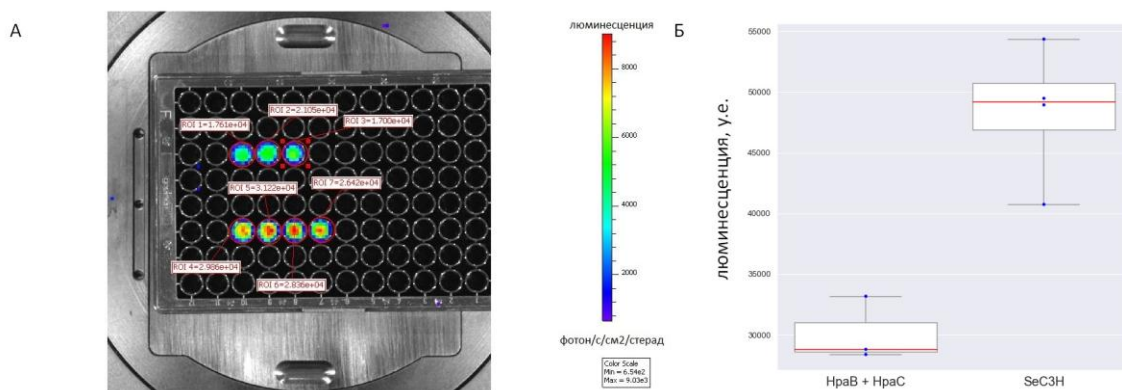 А
люминесценция
Б
ROI 2=2.105e+04
ROI 1=1.761e+04
ROI 3=1.700e+04
ROI 5=3.122e+04
ROI 7=2.642e+04
ROI 4=2.986e+04
ROI 6=2.836e+04
8000
6000
4000
2000
фотон/с/см2/стерад
Color Scale
Min = 6.54e2
Max = 9.03e3
люминесценция, у.е.
55000
50000
45000
40000
35000
30000
HpaB + HpaC
SeC3H